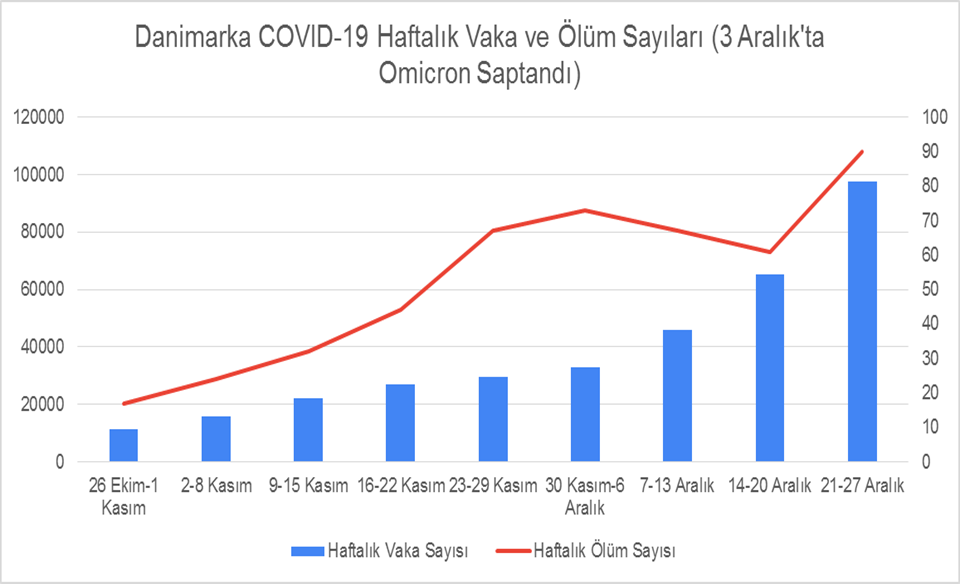 Danimarka COVID-19 Haftalık Vaka ve Ölüm Sayıları (3 Aralık'ta
Omicron Saptandı)
120000
100000
80000
60000
40000
20000
0
100
90
80
70
60
50
40
30
20
10
0
26 Ekim-1
Kasım
2-8 Kasım
9-15 Kasım
16-22 Kasım
23-29 Kasım
30 Kasım-6
Aralık
7-13 Aralık
14-20 Aralık
21-27 Aralık
Haftalık Vaka Sayısı
Haftalık Ölüm Sayısı